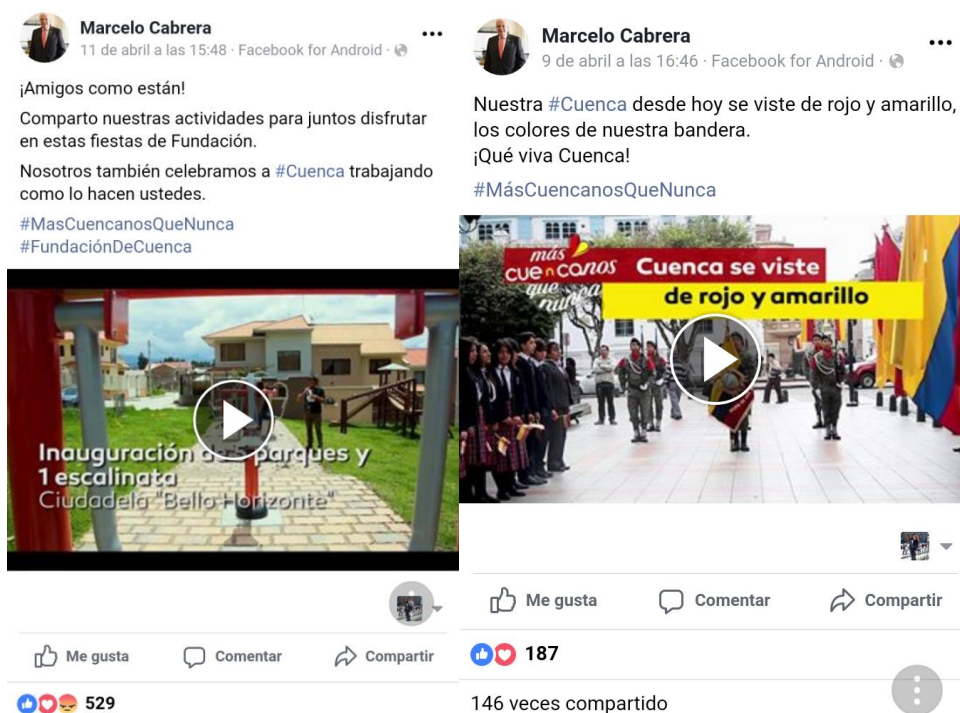 Marcelo Cabrera
11 de abril a las 15:48 · Facebook for Android ·
¡Amigos como están!
Comparto nuestras actividades para juntos disfrutar
en estas fiestas de Fundación.
Nosotros también celebramos a #Cuenca trabajando
como lo hacen ustedes.
#MasCuencanosQueNunca
#FundaciónDeCuenca
Inauguración de parques y
1 escalinata
Ciudadela "Bello Horizonte"
Me gusta Comentar Compartir
529
Marcelo Cabrera
9 de abril a las 16:46 · Facebook for Android ·
Nuestra #Cuenca desde hoy se viste de rojo y amarillo,
los colores de nuestra bandera.
¡Qué viva Cuenca!
#MásCuencanosQueNunca
más
cuencanos
que
nunca
Cuenca se viste
de rojo y amarillo
Me gusta Comentar Compartir
187
146 veces compartido